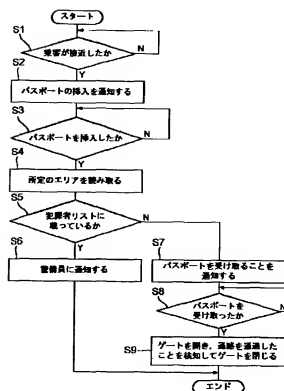 スタート
S1
乗客が接近したか
N
Y
S2
パスポートの挿入を通知する
S3
パスポートを挿入したか
N
Y
S4
所定のエリアを読み取る
S5
犯罪者リストに
載っているか
N
Y
S6
警備員に通知する
S7
パスポートを受け取ることを
通知する
S8
パスポートを
受け取ったか
N
Y
S9
ゲートを開き、通路を通過した
ことを検知してゲートを閉じる
エンド